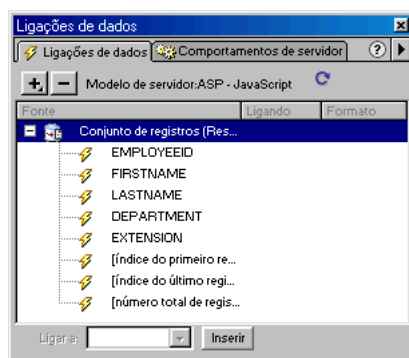 Ligações de dados
Ligações de dados Comportamentos de servidor ?
Modelo de servidor:ASP - JavaScript
Fonte Ligando Formato
Conjunto de registros (Res...
EMPLOYEEID
FIRSTNAME
LASTNAME
DEPARTMENT
EXTENSION
[índice do primeiro re...
[índice do último regi...
[número total de regis...
Ligar a: Inserir